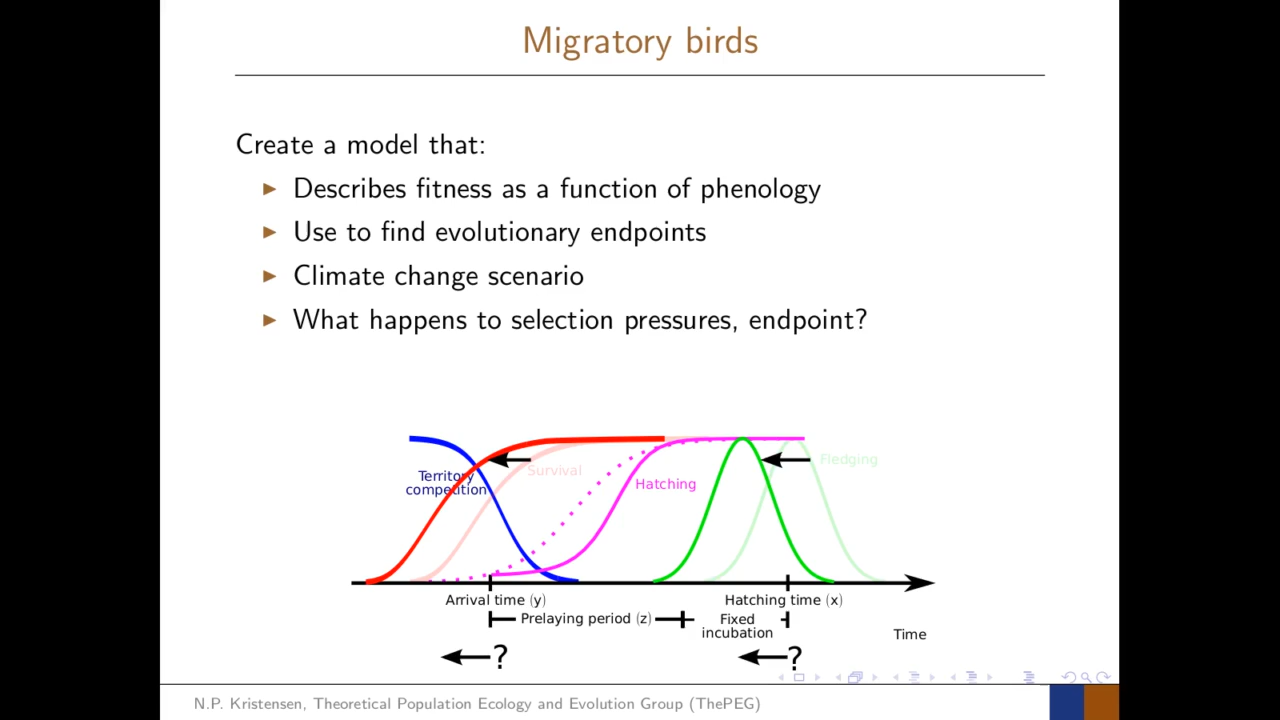 Migratory birds
Create a model that:
Describes fitness as a function of phenology
Use to find evolutionary endpoints
Climate change scenario
What happens to selection pressures, endpoint?
Territory
competition
Survival
Hatching
Fledging
Arrival time (y)
Hatching time (x)
Prelaying period (z)
Fixed
incubation
Time
?
?
N.P. Kristensen, Theoretical Population Ecology and Evolution Group (ThePEG)